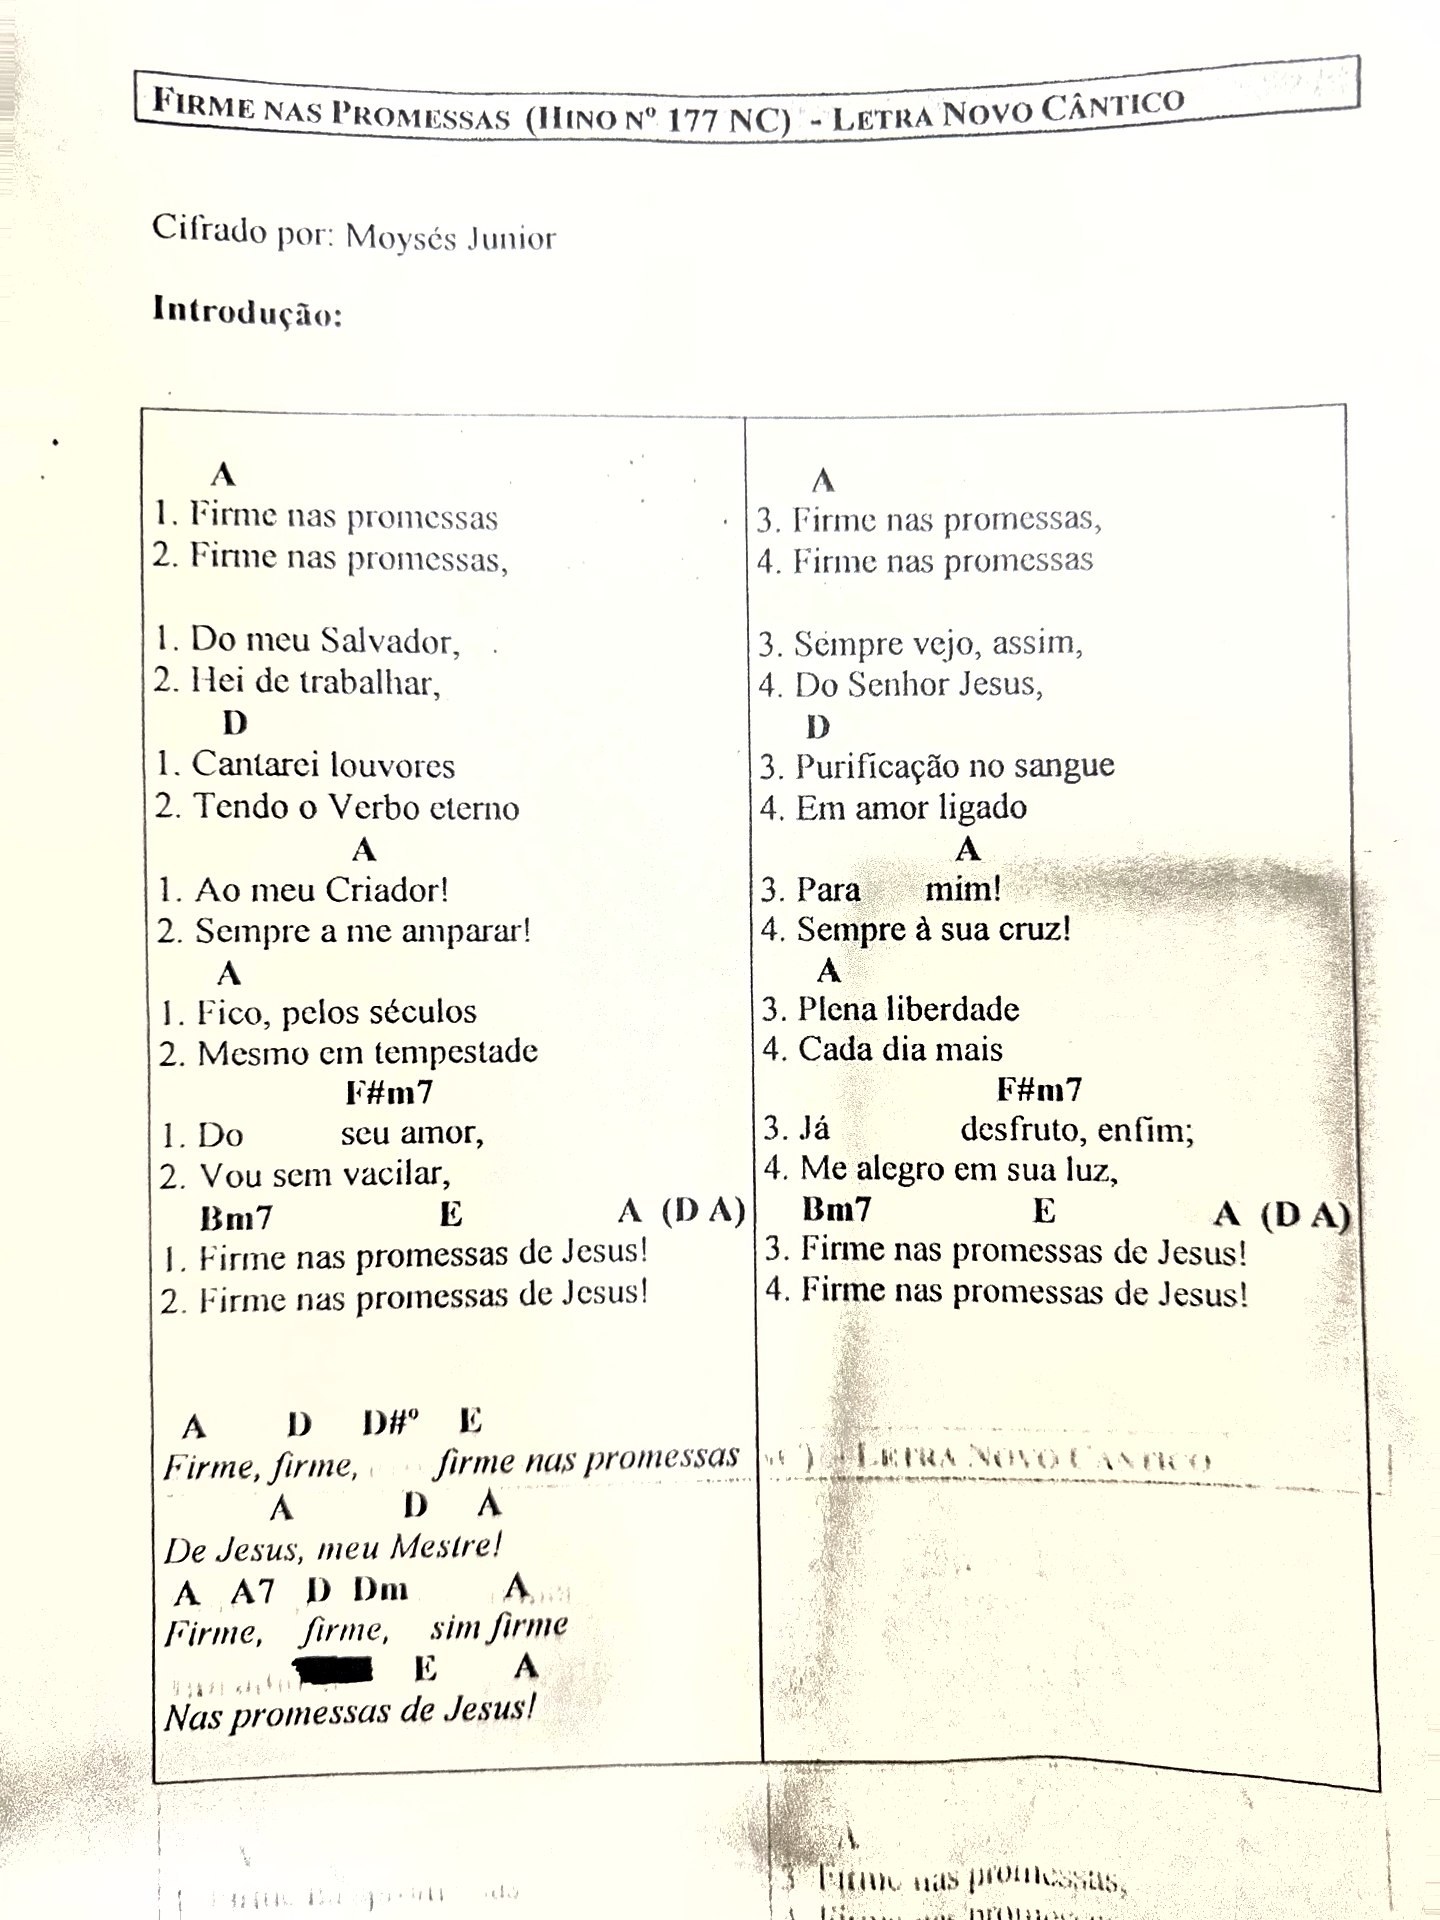 FIRME NAS PROMESSAS (HINO Nº 177 NC) - LETRA NOVO CÂNTICO
Cifrado por: Moysés Junior
Introdução:
A
1. Firme nas promessas
2. Firme nas promessas,
1. Do meu Salvador,
2. Hei de trabalhar,
D
1. Cantarei louvores
2. Tendo o Verbo eterno
A
1. Ao meu Criador!
2. Sempre a me amparar!
A
1. Fico, pelos séculos
2. Mesmo em tempestade
F#m7
1. Do seu amor,
2. Vou sem vacilar,
Bm7 E A (D A)
1. Firme nas promessas de Jesus!
2. Firme nas promessas de Jesus!
A D D#º E
Firme, firme, firme nas promessas
A D A
De Jesus, meu Mestre!
A A7 D Dm A
Firme, firme, sim firme
E A
Nas promessas de Jesus!
A
3. Firme nas promessas,
4. Firme nas promessas
3. Sempre vejo, assim,
4. Do Senhor Jesus,
D
3. Purificação no sangue
4. Em amor ligado
A
3. Para mim!
4. Sempre à sua cruz!
A
3. Plena liberdade
4. Cada dia mais
F#m7
3. Já desfruto, enfim;
4. Me alegro em sua luz,
Bm7 E A (D A)
3. Firme nas promessas de Jesus!
4. Firme nas promessas de Jesus!
- LETRA NOVO CÂNTICO
A
3 Firme nas promessas,